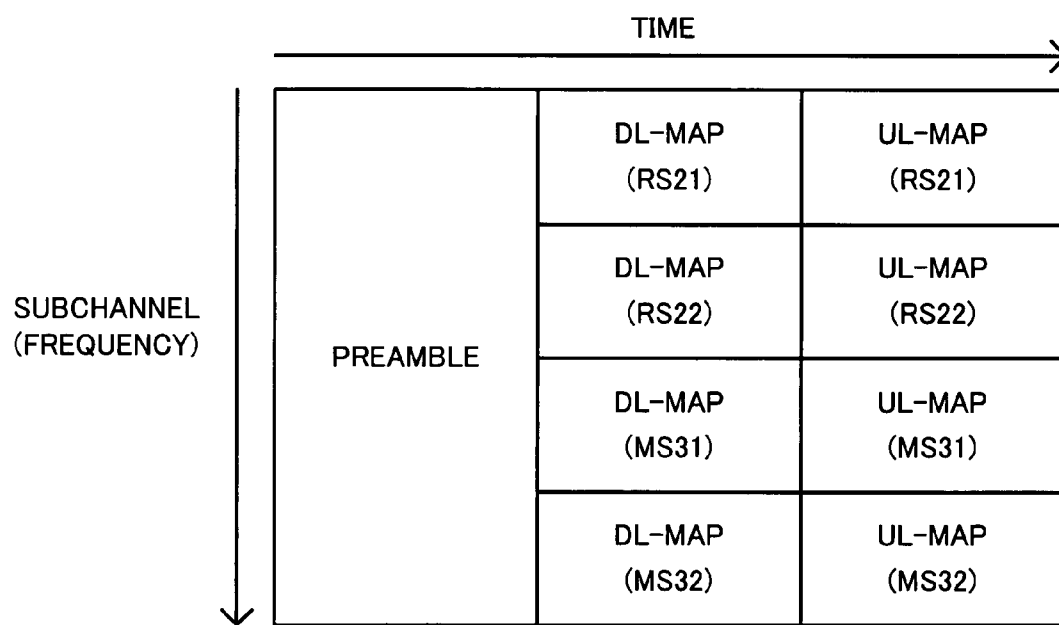 TIME
SUBCHANNEL
(FREQUENCY)
PREAMBLE
DL-MAP
(RS21)
UL-MAP
(RS21)
DL-MAP
(RS22)
UL-MAP
(RS22)
DL-MAP
(MS31)
UL-MAP
(MS31)
DL-MAP
(MS32)
UL-MAP
(MS32)